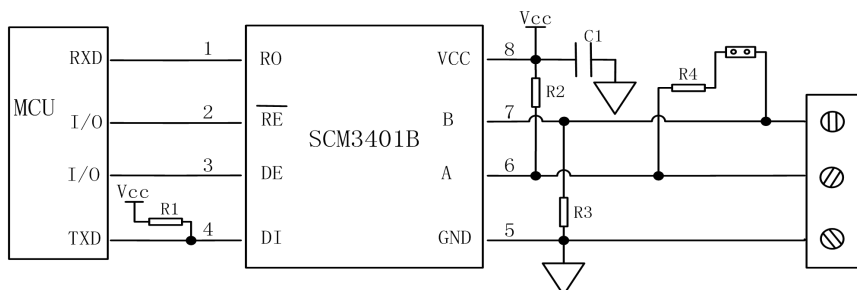 Vcc
C1
RXD
1
RO
VCC
8
R2
R4
MCU
I/O
2
RE
B
7
SCM3401B
I/O
3
DE
A
6
Vcc
R1
R3
TXD
4
DI
GND
5